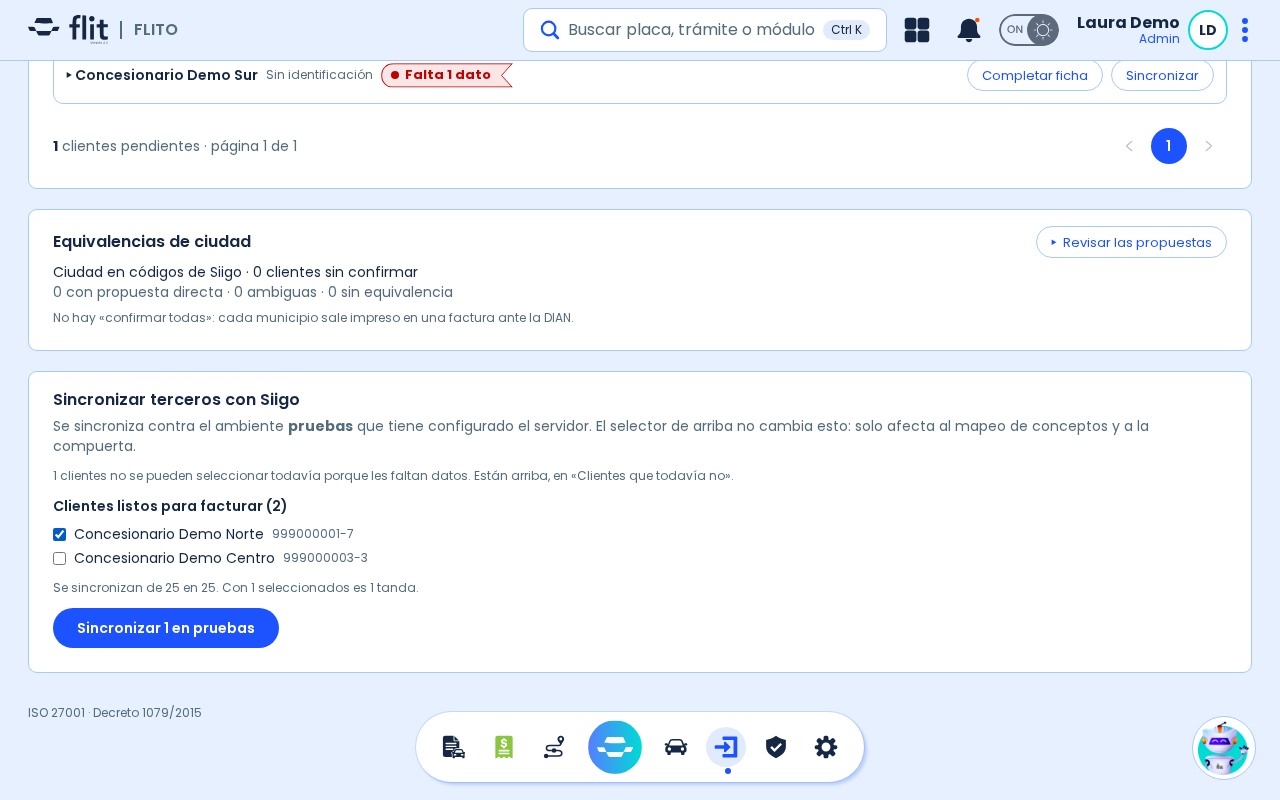 flit | FLITO
Buscar placa, trámite o módulo Ctrl K
ON
Laura Demo
Admin
LD
Concesionario Demo Sur Sin identificación Falta 1 dato Completar ficha Sincronizar
1 clientes pendientes · página 1 de 1
1
Equivalencias de ciudad
Revisar las propuestas
Ciudad en códigos de Siigo · 0 clientes sin confirmar
0 con propuesta directa · 0 ambiguas · 0 sin equivalencia
No hay «confirmar todas»: cada municipio sale impreso en una factura ante la DIAN.
Sincronizar terceros con Siigo
Se sincroniza contra el ambiente pruebas que tiene configurado el servidor. El selector de arriba no cambia esto: solo afecta al mapeo de conceptos y a la
compuerta.
1 clientes no se pueden seleccionar todavía porque les faltan datos. Están arriba, en «Clientes que todavía no».
Clientes listos para facturar (2)
Concesionario Demo Norte 999000001-7
Concesionario Demo Centro 999000003-3
Se sincronizan de 25 en 25. Con 1 seleccionados es 1 tanda.
Sincronizar 1 en pruebas
ISO 27001 · Decreto 1079/2015